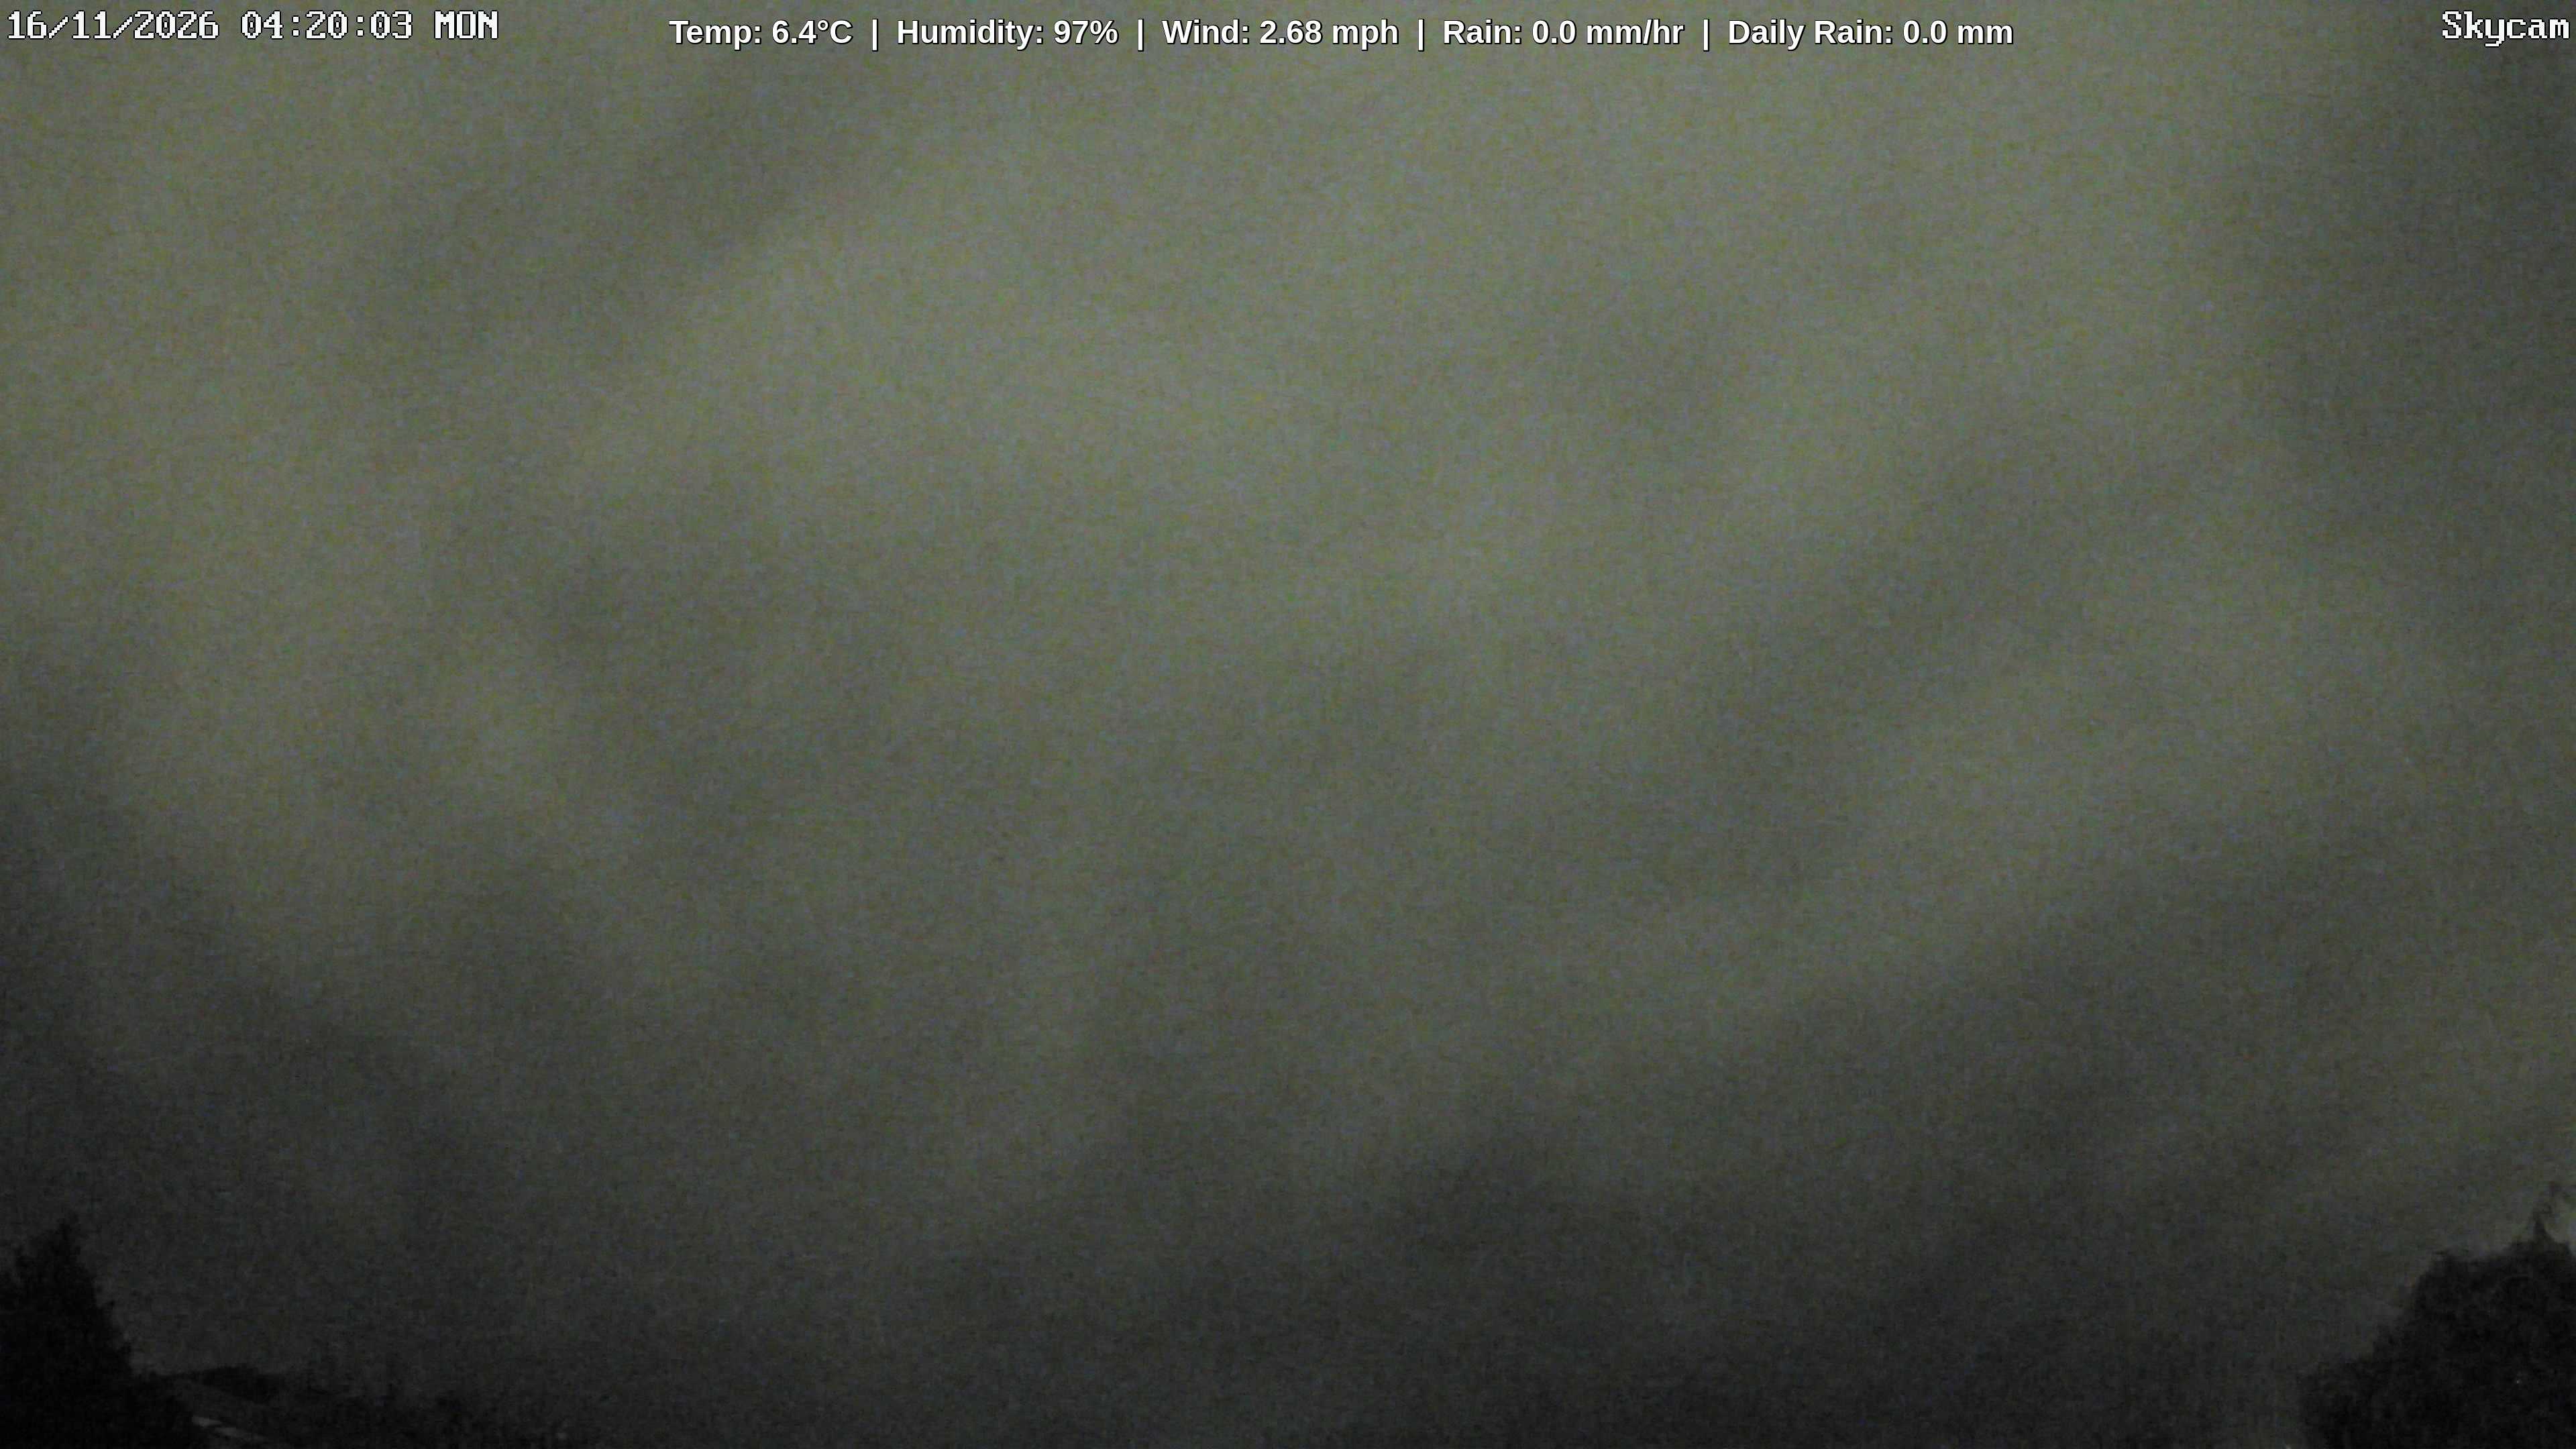 16/11/2026 04:20:03 MON
Temp: 6.4°C | Humidity: 97% | Wind: 2.68 mph | Rain: 0.0 mm/hr | Daily Rain: 0.0 mm
Skycam